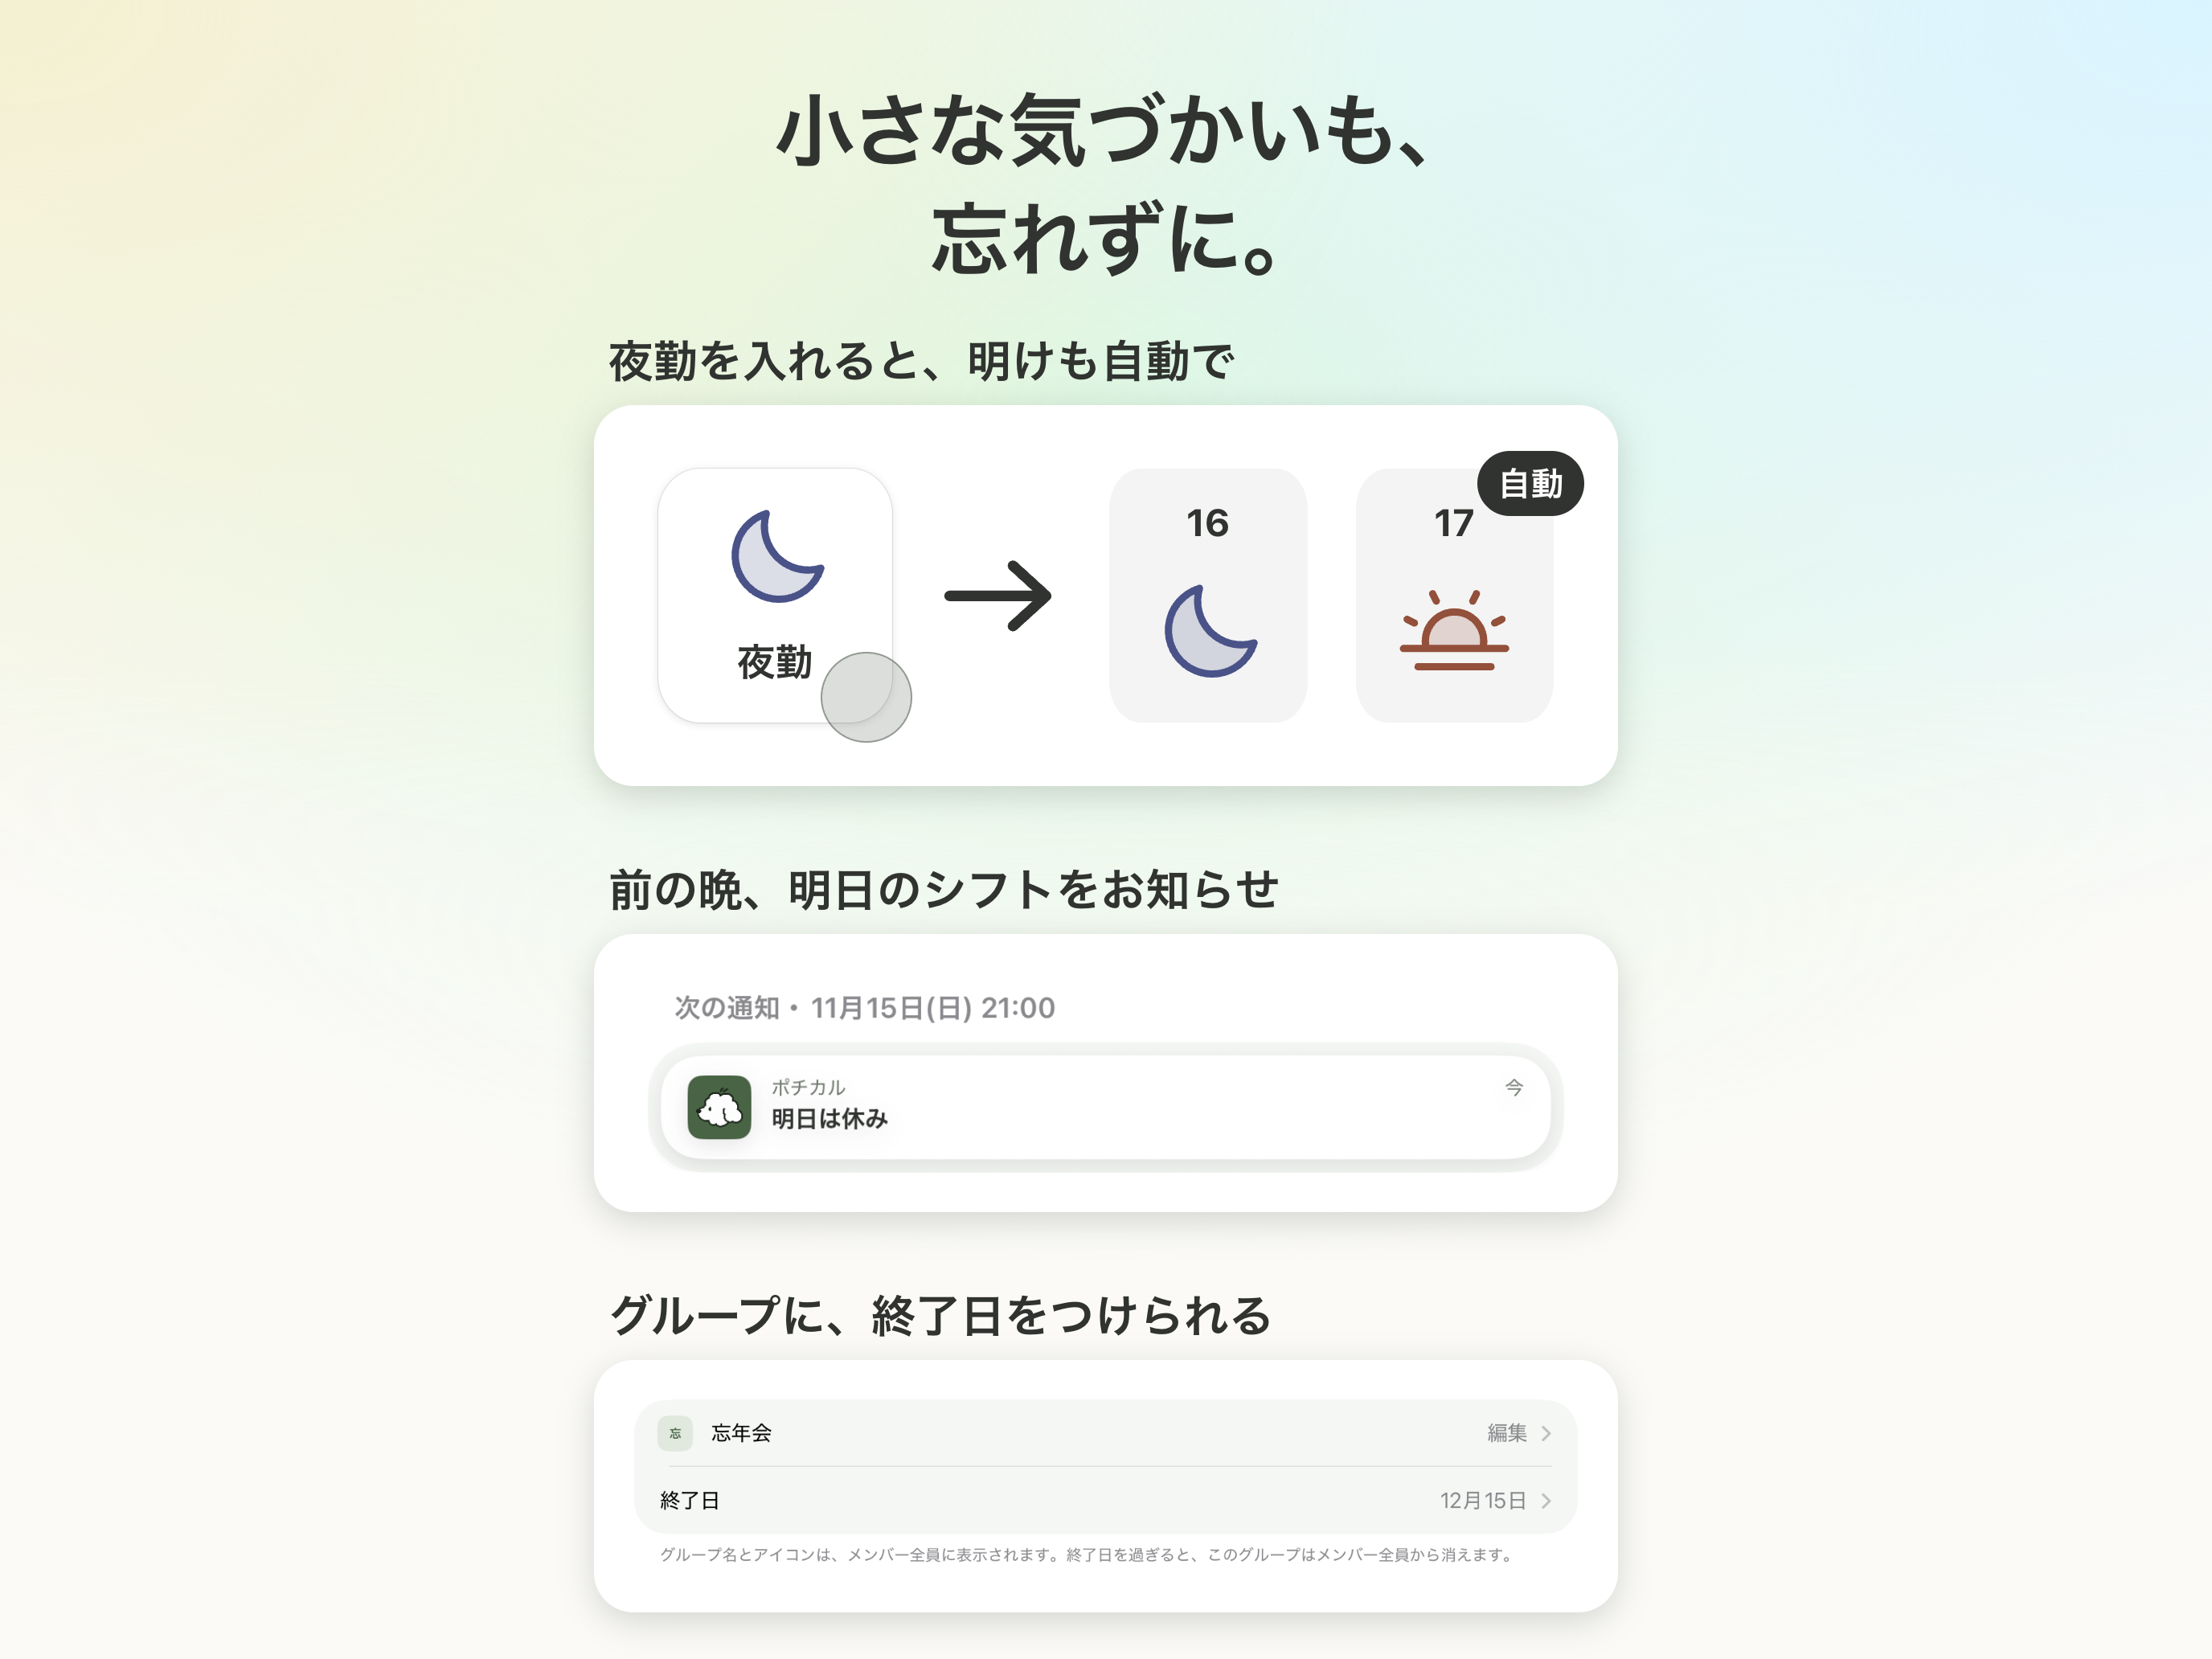 小さな気づかいも、
忘れずに。
夜勤を入れると、明けも自動で
自動
16
17
夜勤
前の晩、明日のシフトをお知らせ
次の通知・11月15日(日) 21:00
ポチカル
今
明日は休み
グループに、終了日をつけられる
忘
忘年会
編集
終了日
12月15日
グループ名とアイコンは、メンバー全員に表示されます。終了日を過ぎると、このグループはメンバー全員から消えます。